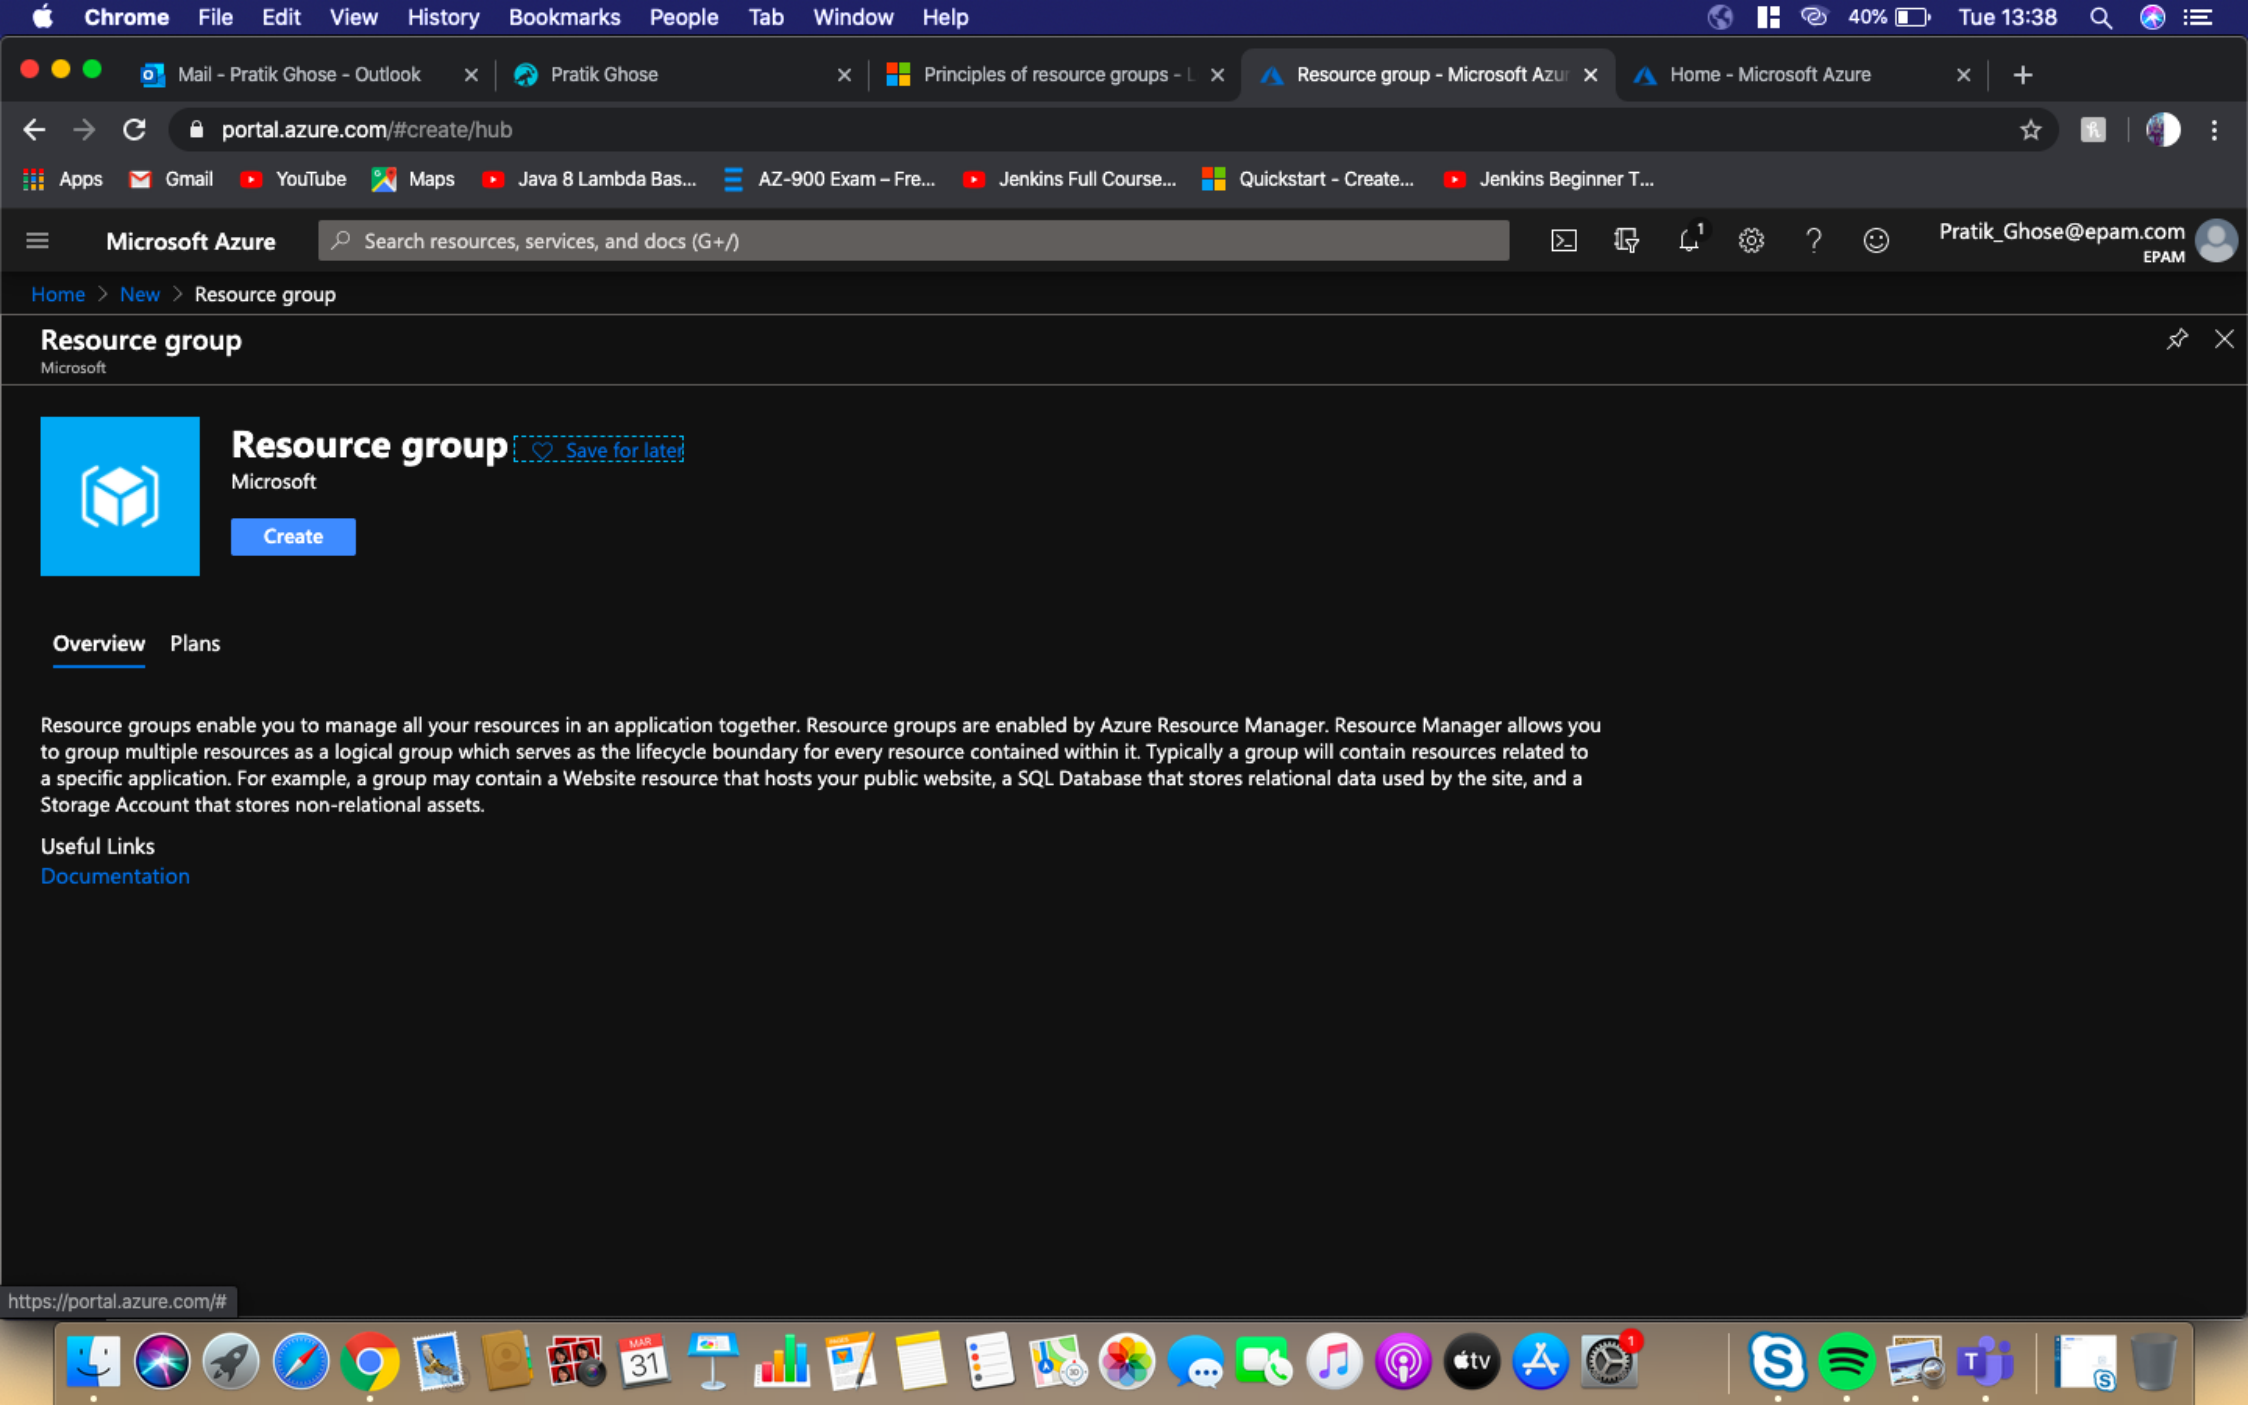 Chrome File Edit View History Bookmarks People Tab Window Help 40% Tue 13:38
Mail - Pratik Ghose - Outlook Pratik Ghose Principles of resource groups - L Resource group - Microsoft Azur Home - Microsoft Azure
portal.azure.com/#create/hub
Apps Gmail YouTube Maps Java 8 Lambda Bas... AZ-900 Exam – Fre... Jenkins Full Course... Quickstart - Create... Jenkins Beginner T...
Microsoft Azure Search resources, services, and docs (G+/) 1 Pratik_Ghose@epam.com
EPAM
Home > New > Resource group
Resource group
Microsoft
Resource group Save for later
Microsoft
Create
Overview Plans
Resource groups enable you to manage all your resources in an application together. Resource groups are enabled by Azure Resource Manager. Resource Manager allows you
to group multiple resources as a logical group which serves as the lifecycle boundary for every resource contained within it. Typically a group will contain resources related to
a specific application. For example, a group may contain a Website resource that hosts your public website, a SQL Database that stores relational data used by the site, and a
Storage Account that stores non-relational assets.
Useful Links
Documentation
https://portal.azure.com/#
MAR
31
PAGES
3D
tv
1
S
T
S